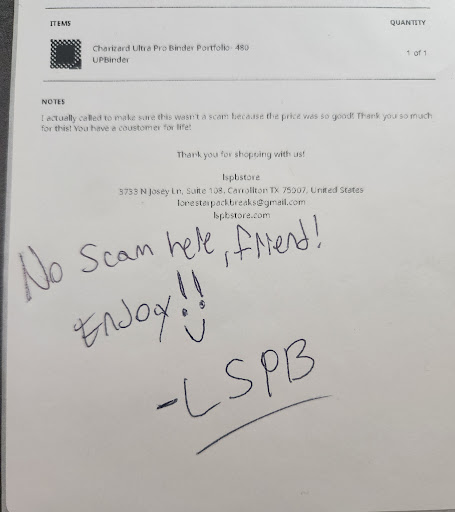 ITEMS QUANTITY
Charizard Ultra Pro Binder Portfolio- 480 1 of 1
UPBinder
NOTES
I actually called to make sure this wasn't a scam because the price was so good! Thank you so much
for this! You have a coustomer for life!
Thank you for shopping with us!
lspbstore
3733 N Josey Ln, Suite 108, Carrollton TX 75007, United States
lonestarpackbreaks@gmail.com
lspbstore.com
No Scam here, friend!
Enjoy!!
-LSPB